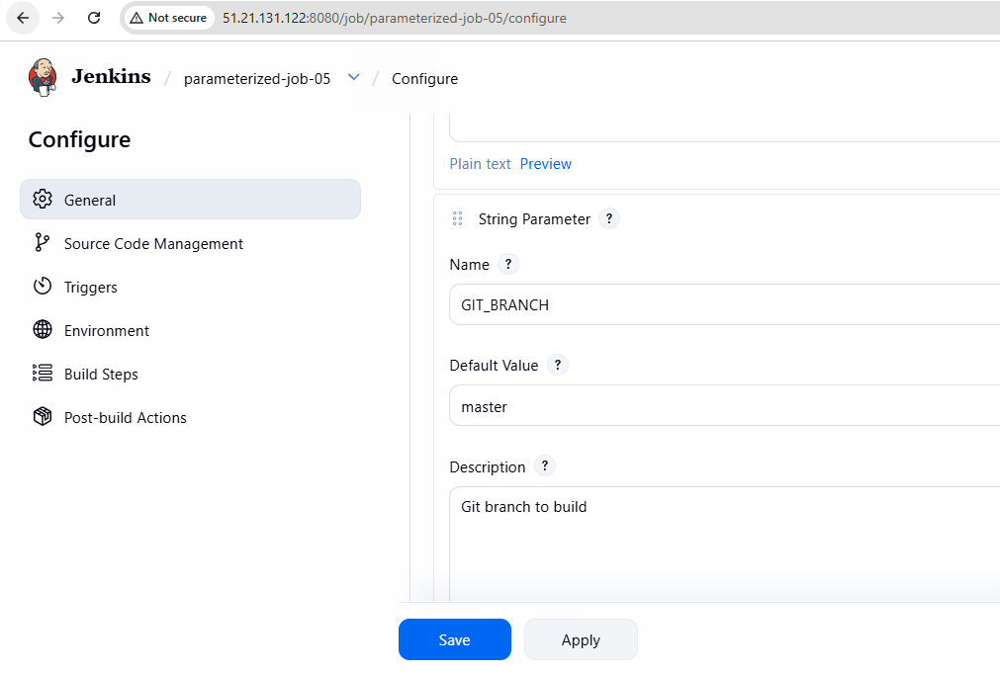 Not secure 51.21.131.122:8080/job/parameterized-job-05/configure
Jenkins / parameterized-job-05 / Configure
Configure
General
Source Code Management
Triggers
Environment
Build Steps
Post-build Actions
Plain text Preview
String Parameter ?
Name ?
GIT_BRANCH
Default Value ?
master
Description ?
Git branch to build
Save Apply